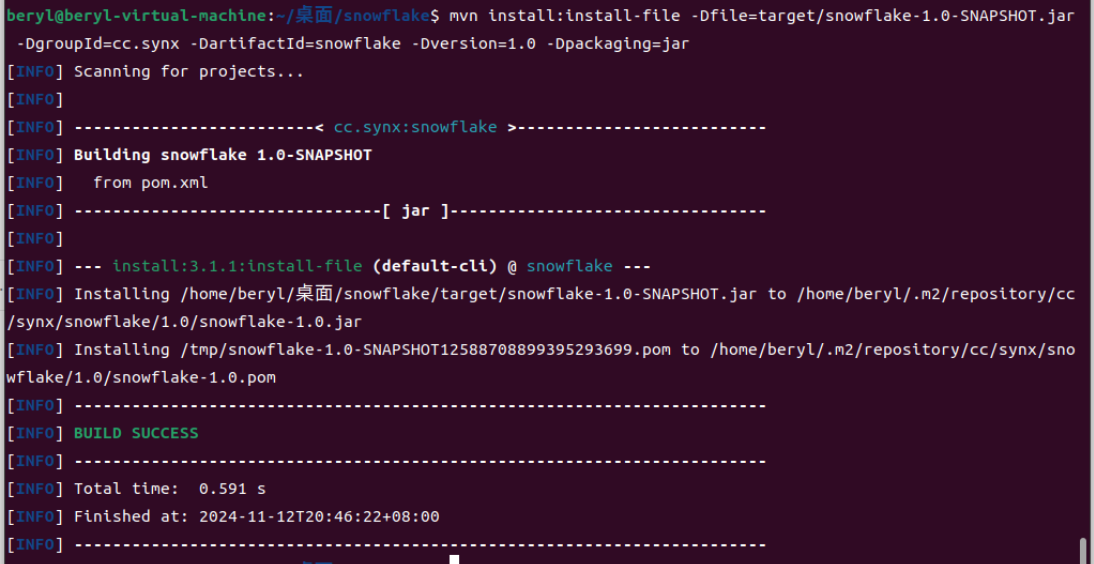 beryl@beryl-virtual-machine:~/桌面/snowflake$ mvn install:install-file -Dfile=target/snowflake-1.0-SNAPSHOT.jar
 -DgroupId=cc.synx -DartifactId=snowflake -Dversion=1.0 -Dpackaging=jar
[INFO] Scanning for projects...
[INFO]
[INFO] -------------------------< cc.synx:snowflake >--------------------------
[INFO] Building snowflake 1.0-SNAPSHOT
[INFO]   from pom.xml
[INFO] --------------------------------[ jar ]---------------------------------
[INFO]
[INFO] --- install:3.1.1:install-file (default-cli) @ snowflake ---
[INFO] Installing /home/beryl/桌面/snowflake/target/snowflake-1.0-SNAPSHOT.jar to /home/beryl/.m2/repository/cc
/synx/snowflake/1.0/snowflake-1.0.jar
[INFO] Installing /tmp/snowflake-1.0-SNAPSHOT12588708899395293699.pom to /home/beryl/.m2/repository/cc/synx/sno
wflake/1.0/snowflake-1.0.pom
[INFO] ------------------------------------------------------------------------
[INFO] BUILD SUCCESS
[INFO] ------------------------------------------------------------------------
[INFO] Total time:  0.591 s
[INFO] Finished at: 2024-11-12T20:46:22+08:00
[INFO] ------------------------------------------------------------------------